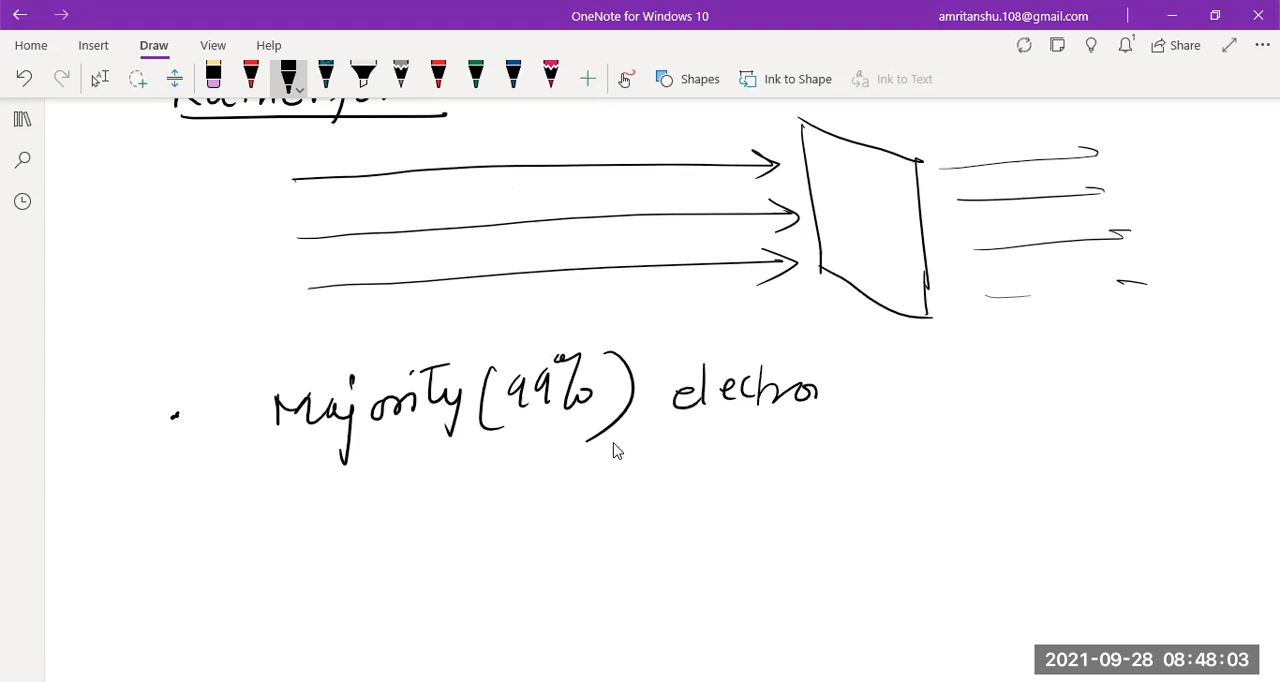 OneNote for Windows 10
amritanshu.108@gmail.com
Home Insert Draw View Help
1
Share
Shapes Ink to Shape Ink to Text
Majority (99%) electro
2021-09-28 08:48:03